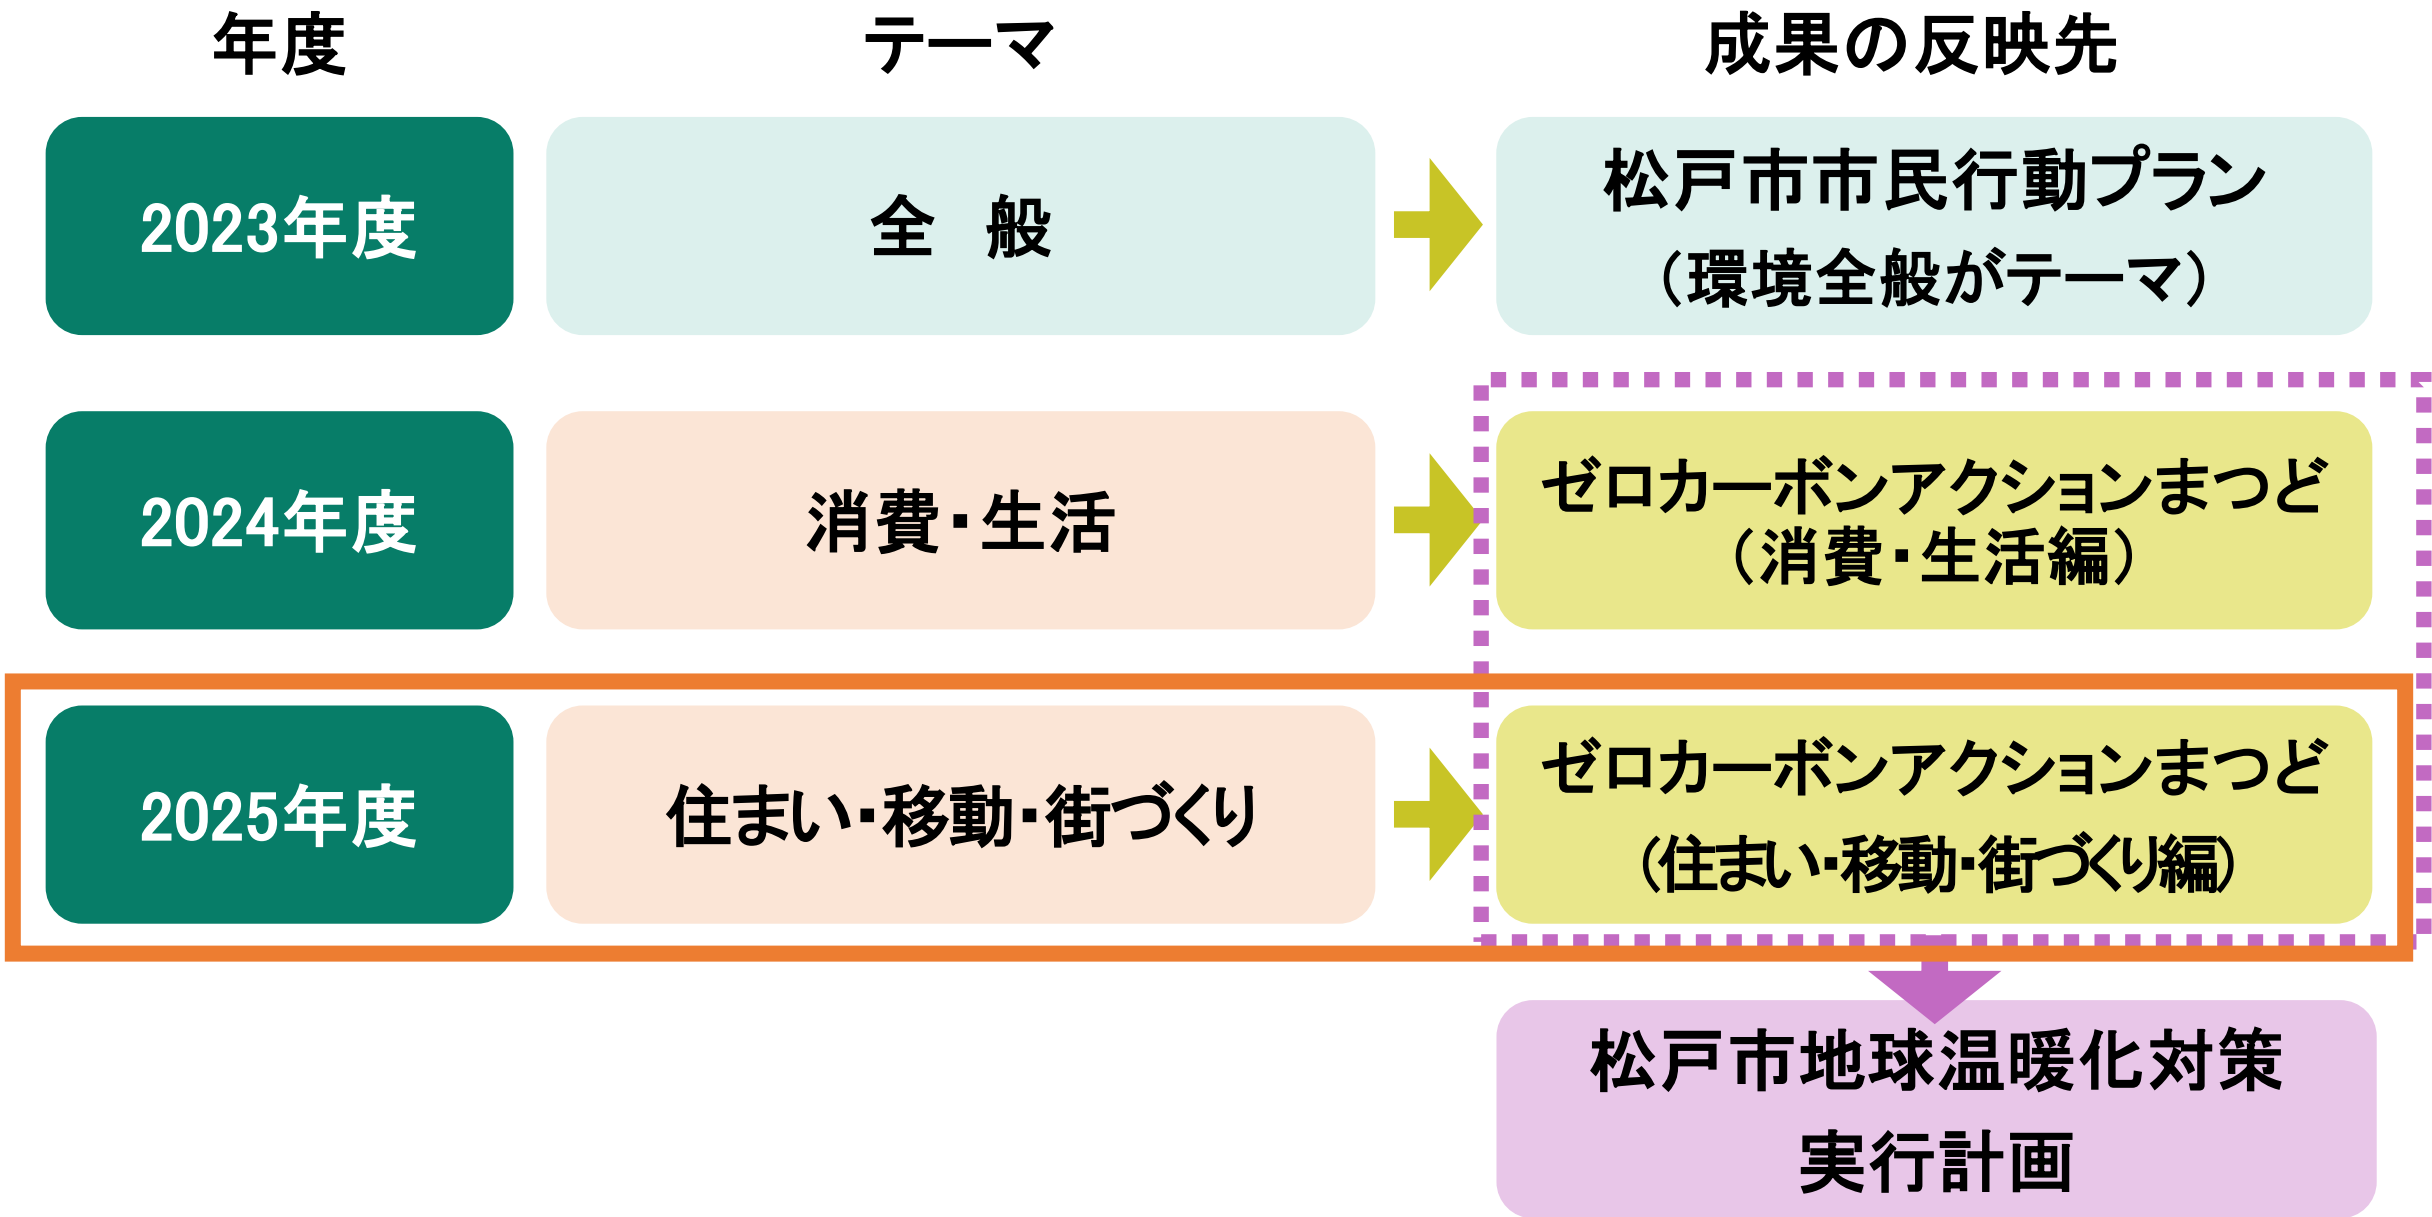 年度
テーマ
成果の反映先
2023年度
全　般
松戸市市民行動プラン
（環境全般がテーマ）
2024年度
消費・生活
ゼロカーボンアクションまつど
（消費・生活編）
2025年度
住まい・移動・街づくり
ゼロカーボンアクションまつど
（住まい・移動・街づくり編）
松戸市地球温暖化対策
実行計画